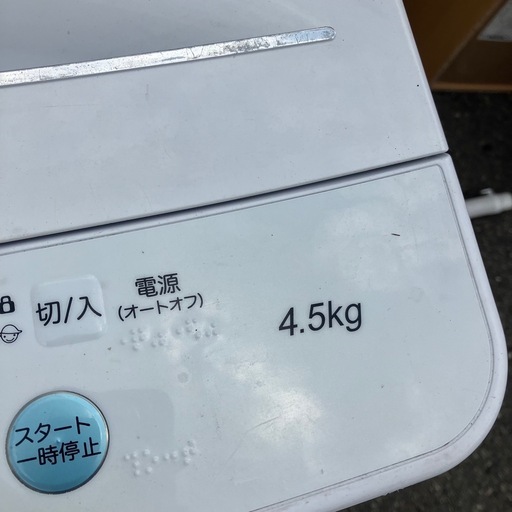 切/入
電源
(オートオフ)
4.5kg
スタート
一時停止